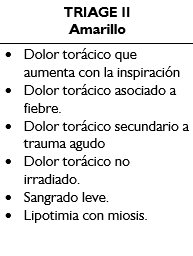 TRIAGE II
Amarillo
• Dolor torácico que
aumenta con la inspiración
• Dolor torácico asociado a
fiebre.
• Dolor torácico secundario a
trauma agudo
• Dolor torácico no
irradiado.
• Sangrado leve.
• Lipotimia con miosis.